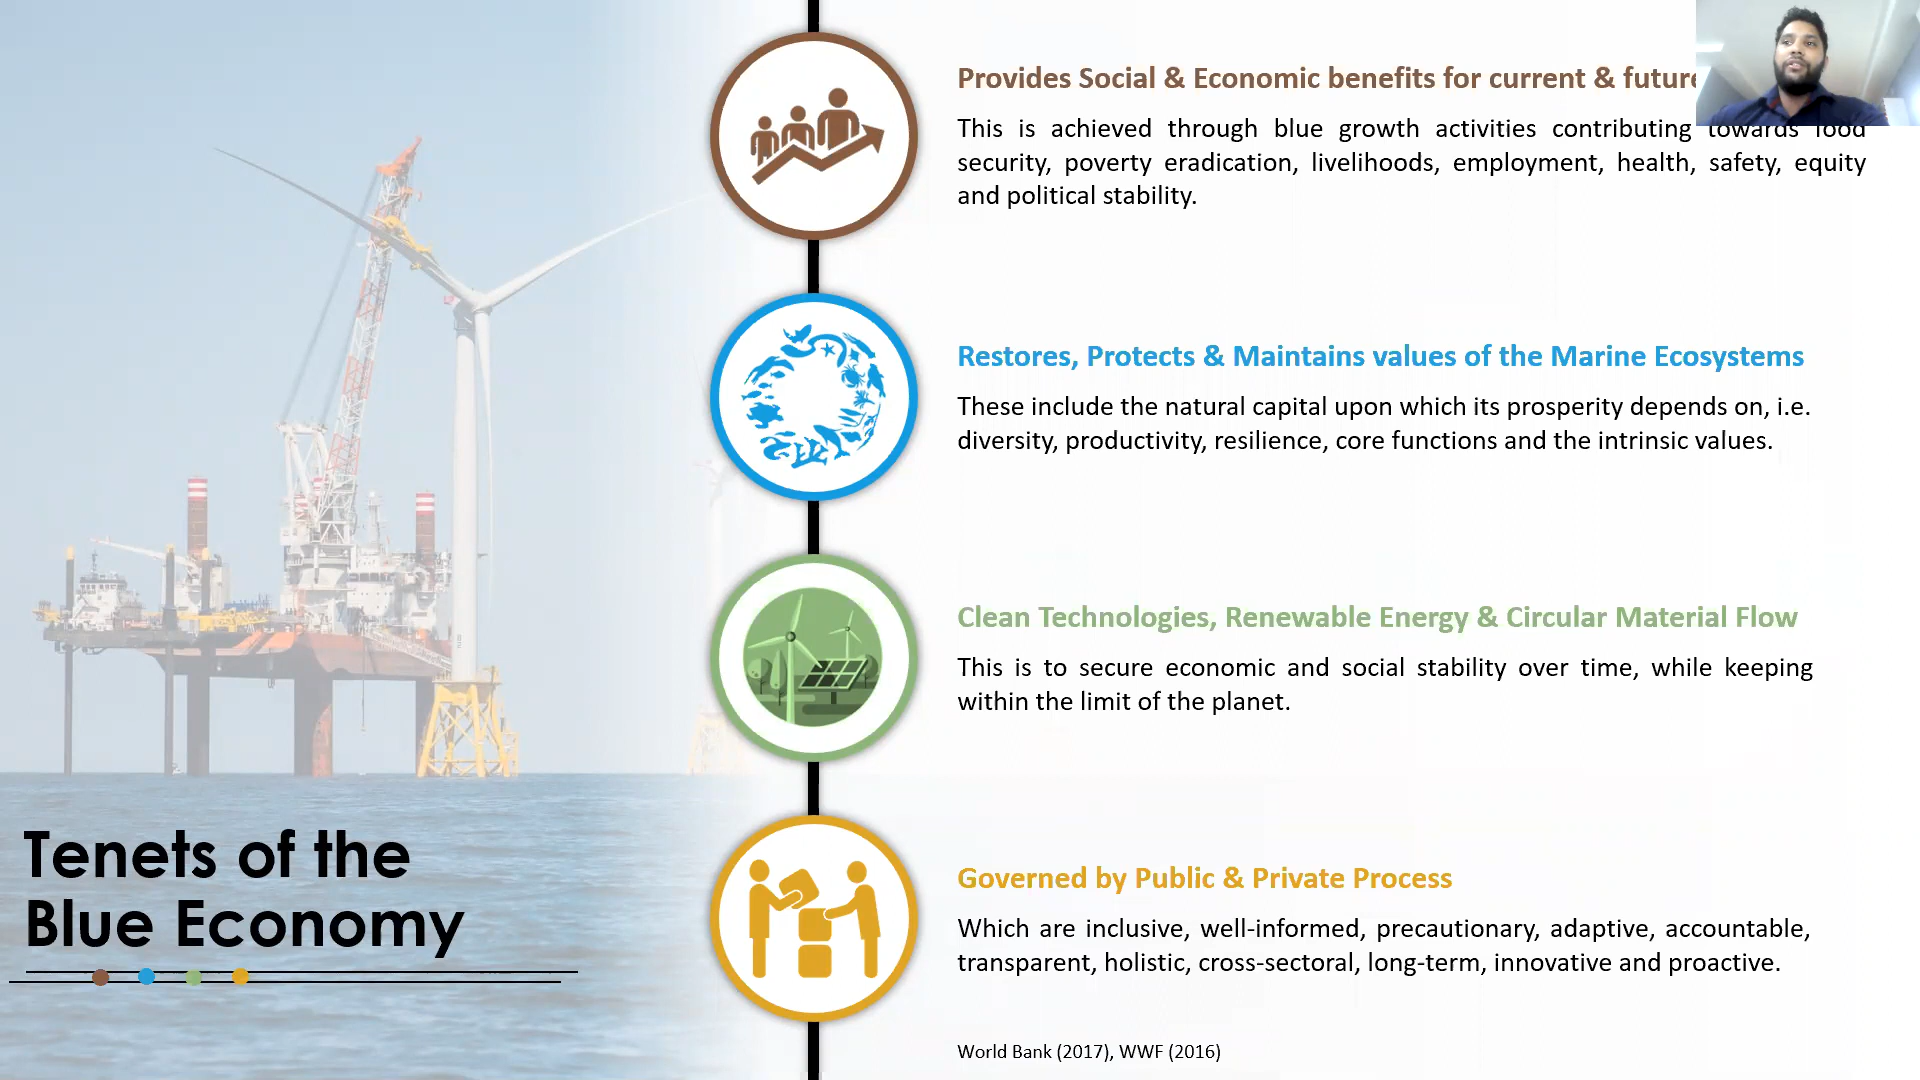 Provides Social & Economic benefits for current & future
This is achieved through blue growth activities contributing towards food
security, poverty eradication, livelihoods, employment, health, safety, equity
and political stability.
Restores, Protects & Maintains values of the Marine Ecosystems
These include the natural capital upon which its prosperity depends on, i.e.
diversity, productivity, resilience, core functions and the intrinsic values.
Clean Technologies, Renewable Energy & Circular Material Flow
This is to secure economic and social stability over time, while keeping
within the limit of the planet.
Tenets of the
Blue Economy
Governed by Public & Private Process
Which are inclusive, well-informed, precautionary, adaptive, accountable,
transparent, holistic, cross-sectoral, long-term, innovative and proactive.
World Bank (2017), WWF (2016)